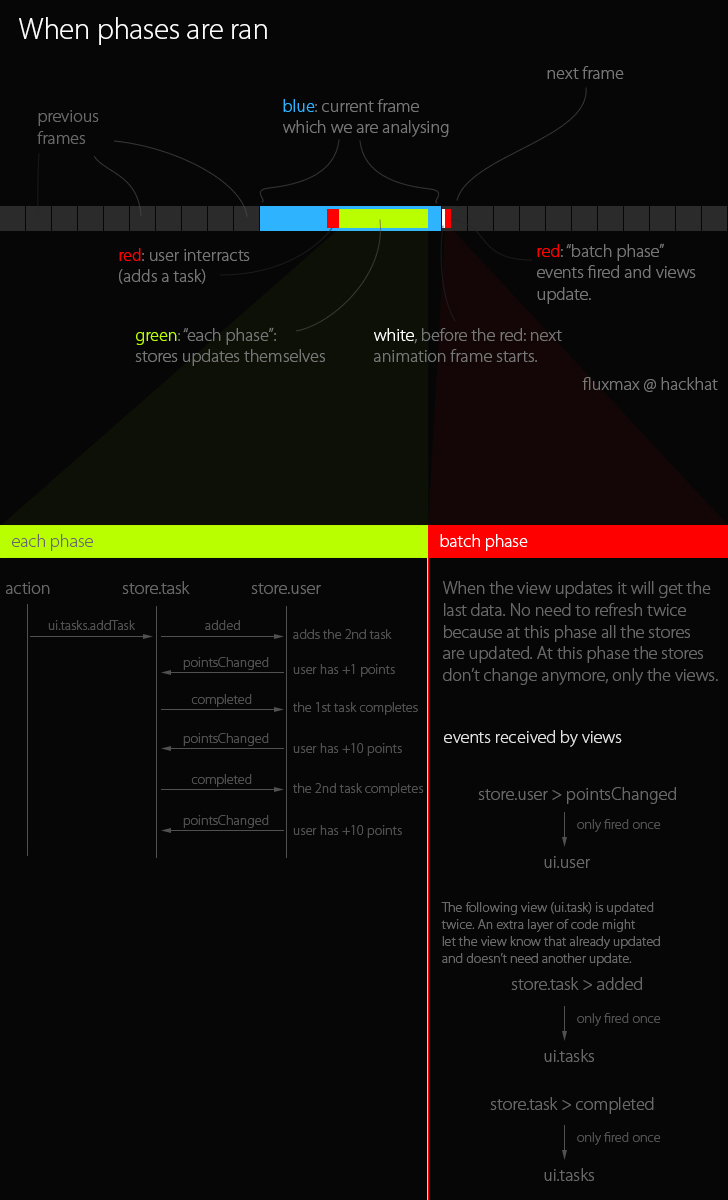 When phases are ran
next frame
blue: current frame
which we are analysing
previous
frames
red: user interracts
(adds a task)
red: “batch phase”
events fired and views
update.
green: ”each phase”:
stores updates themselves
white, before the red: next
animation frame starts.
fluxmax @ hackhat
each phase
action
store.task
store.user
ui.tasks.addTask
added
adds the 2nd task
pointsChanged
user has +1 points
completed
the 1st task completes
pointsChanged
user has +10 points
completed
the 2nd task completes
pointsChanged
user has +10 points
batch phase
When the view updates it will get the
last data. No need to refresh twice
because at this phase all the stores
are updated. At this phase the stores
don’t change anymore, only the views.
events received by views
store.user > pointsChanged
only fired once
ui.user
The following view (ui.task) is updated
twice. An extra layer of code might
let the view know that already updated
and doesn’t need another update.
store.task > added
only fired once
ui.tasks
store.task > completed
only fired once
ui.tasks